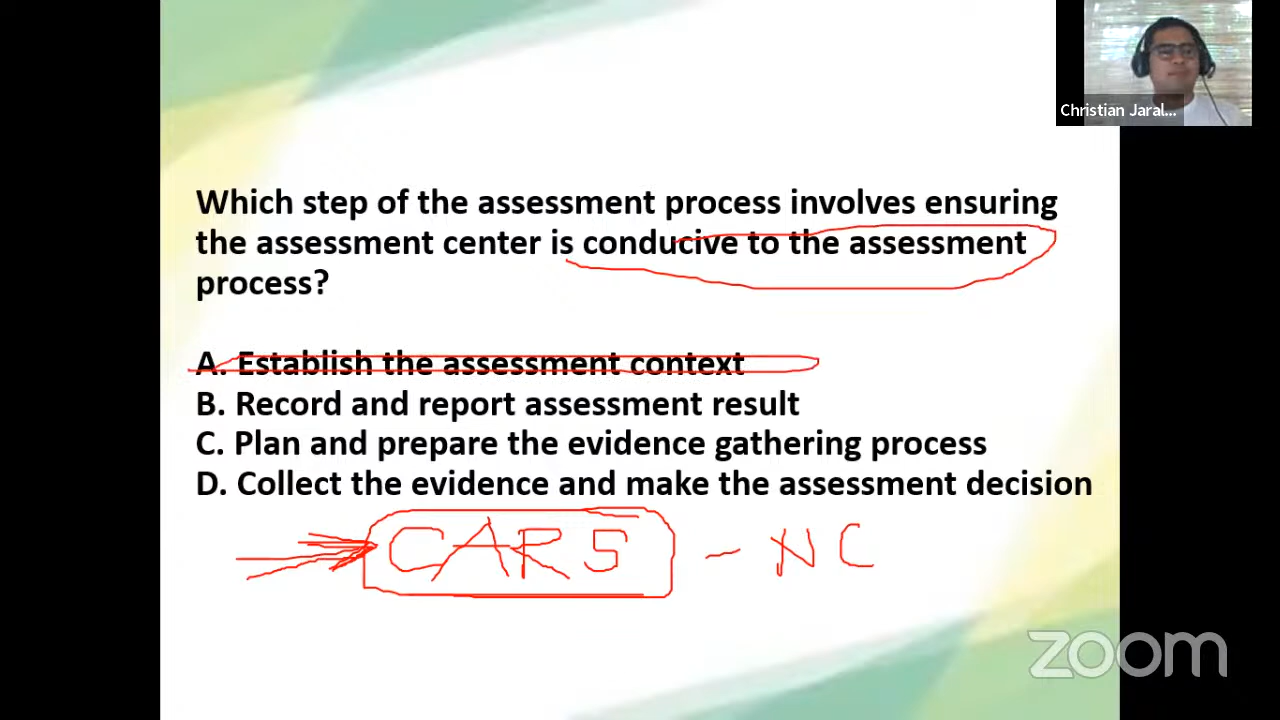 Christian Jaral...
Which step of the assessment process involves ensuring
the assessment center is conducive to the assessment
process?
A. Establish the assessment context
B. Record and report assessment result
C. Plan and prepare the evidence gathering process
D. Collect the evidence and make the assessment decision
CARS - NC
zoom